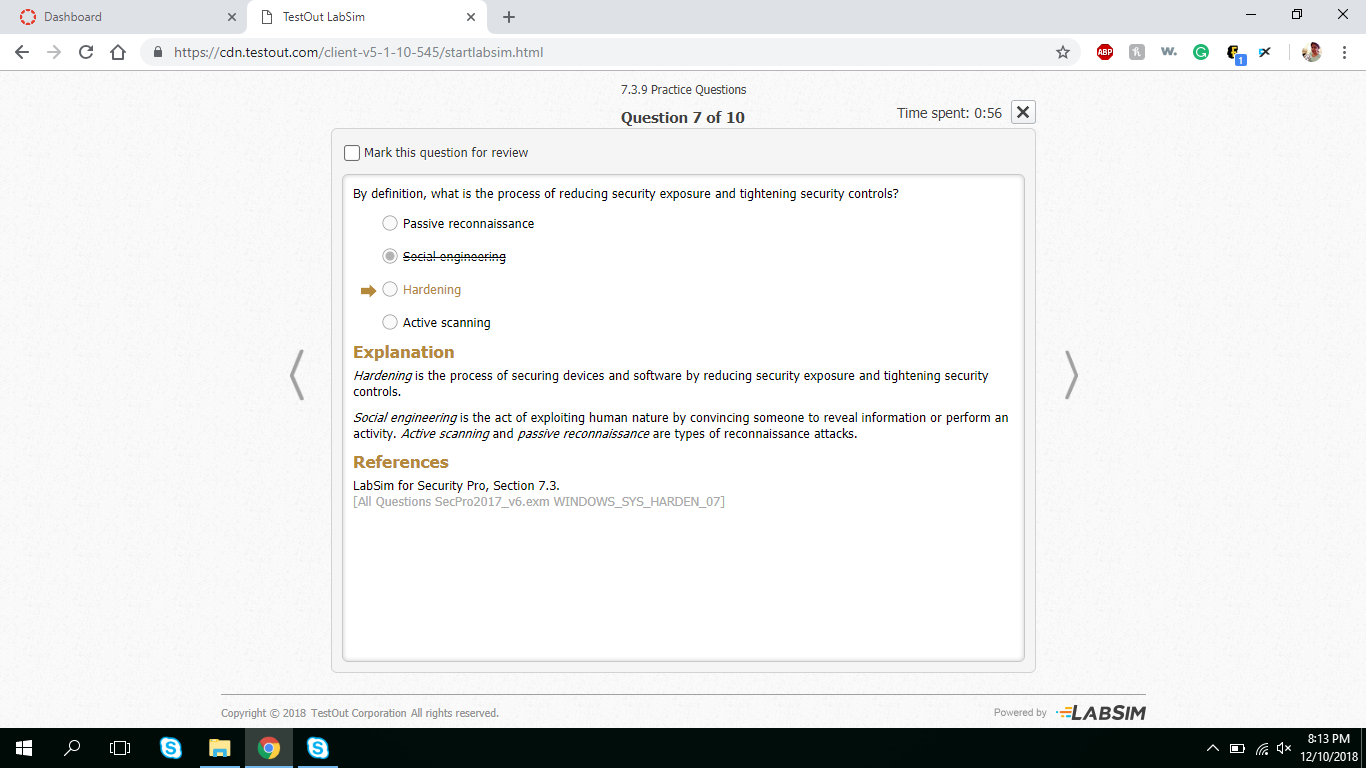 Dashboard
TestOut LabSim
https://cdn.testout.com/client-v5-1-10-545/startlabsim.html
ABP
w.
1
7.3.9 Practice Questions
Question 7 of 10
Time spent: 0:56
Mark this question for review
By definition, what is the process of reducing security exposure and tightening security controls?
Passive reconnaissance
Social engineering
Hardening
Active scanning
Explanation
Hardening is the process of securing devices and software by reducing security exposure and tightening security
controls.
Social engineering is the act of exploiting human nature by convincing someone to reveal information or perform an
activity. Active scanning and passive reconnaissance are types of reconnaissance attacks.
References
LabSim for Security Pro, Section 7.3.
[All Questions SecPro2017_v6.exm WINDOWS_SYS_HARDEN_07]
Copyright © 2018 TestOut Corporation All rights reserved.
Powered by LABSIM
8:13 PM
12/10/2018